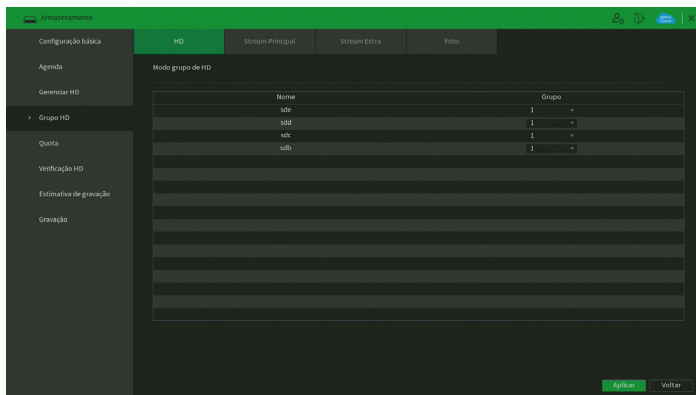 Armazenamento
Configuração básica
HD
Stream Principal
Stream Extra
Foto
Agenda
Modo grupo de HD
Gerenciar HD
Nome
Grupo
sde
1
Grupo HD
sdd
1
sdc
1
Quota
sdb
1
Verificação HD
Estimativa de gravação
Gravação
Aplicar
Voltar